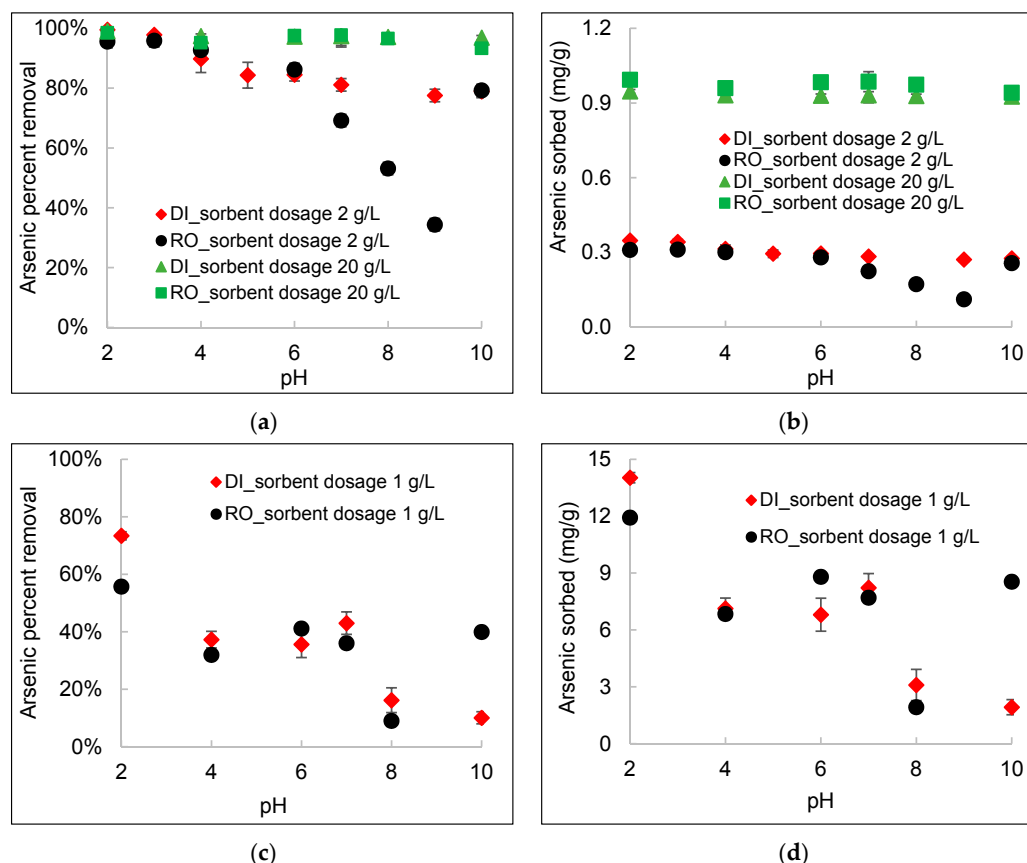 100%
80%
60%
40%
20%
0%
Arsenic percent removal
DI_sorbent dosage 2 g/L
RO_sorbent dosage 2 g/L
DI_sorbent dosage 20 g/L
RO_sorbent dosage 20 g/L
2 4 6 8 10
pH
(a)
1.2
0.9
0.6
0.3
0.0
Arsenic sorbed (mg/g)
DI_sorbent dosage 2 g/L
RO_sorbent dosage 2 g/L
DI_sorbent dosage 20 g/L
RO_sorbent dosage 20 g/L
2 4 6 8 10
pH
(b)
100%
80%
60%
40%
20%
0%
Arsenic percent removal
DI_sorbent dosage 1 g/L
RO_sorbent dosage 1 g/L
2 4 6 8 10
pH
(c)
15
12
9
6
3
0
Arsenic sorbed (mg/g)
DI_sorbent dosage 1 g/L
RO_sorbent dosage 1 g/L
2 4 6 8 10
pH
(d)